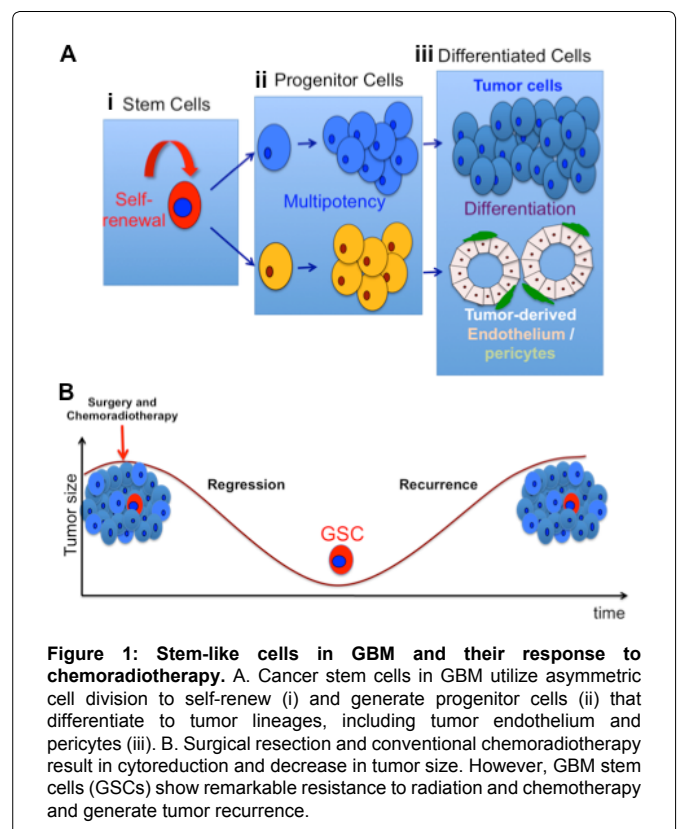 A
i Stem Cells
ii Progenitor Cells
iii Differentiated Cells
Self-
renewal
Multipotency
Tumor cells
Differentiation
Tumor-derived
Endothelium /
pericytes
B
Surgery and
Chemoradiotherapy
Tumor size
Regression
Recurrence
GSC
time
Figure 1: Stem-like cells in GBM and their response to
chemoradiotherapy. A. Cancer stem cells in GBM utilize asymmetric
cell division to self-renew (i) and generate progenitor cells (ii) that
differentiate to tumor lineages, including tumor endothelium and
pericytes (iii). B. Surgical resection and conventional chemoradiotherapy
result in cytoreduction and decrease in tumor size. However, GBM stem
cells (GSCs) show remarkable resistance to radiation and chemotherapy
and generate tumor recurrence.